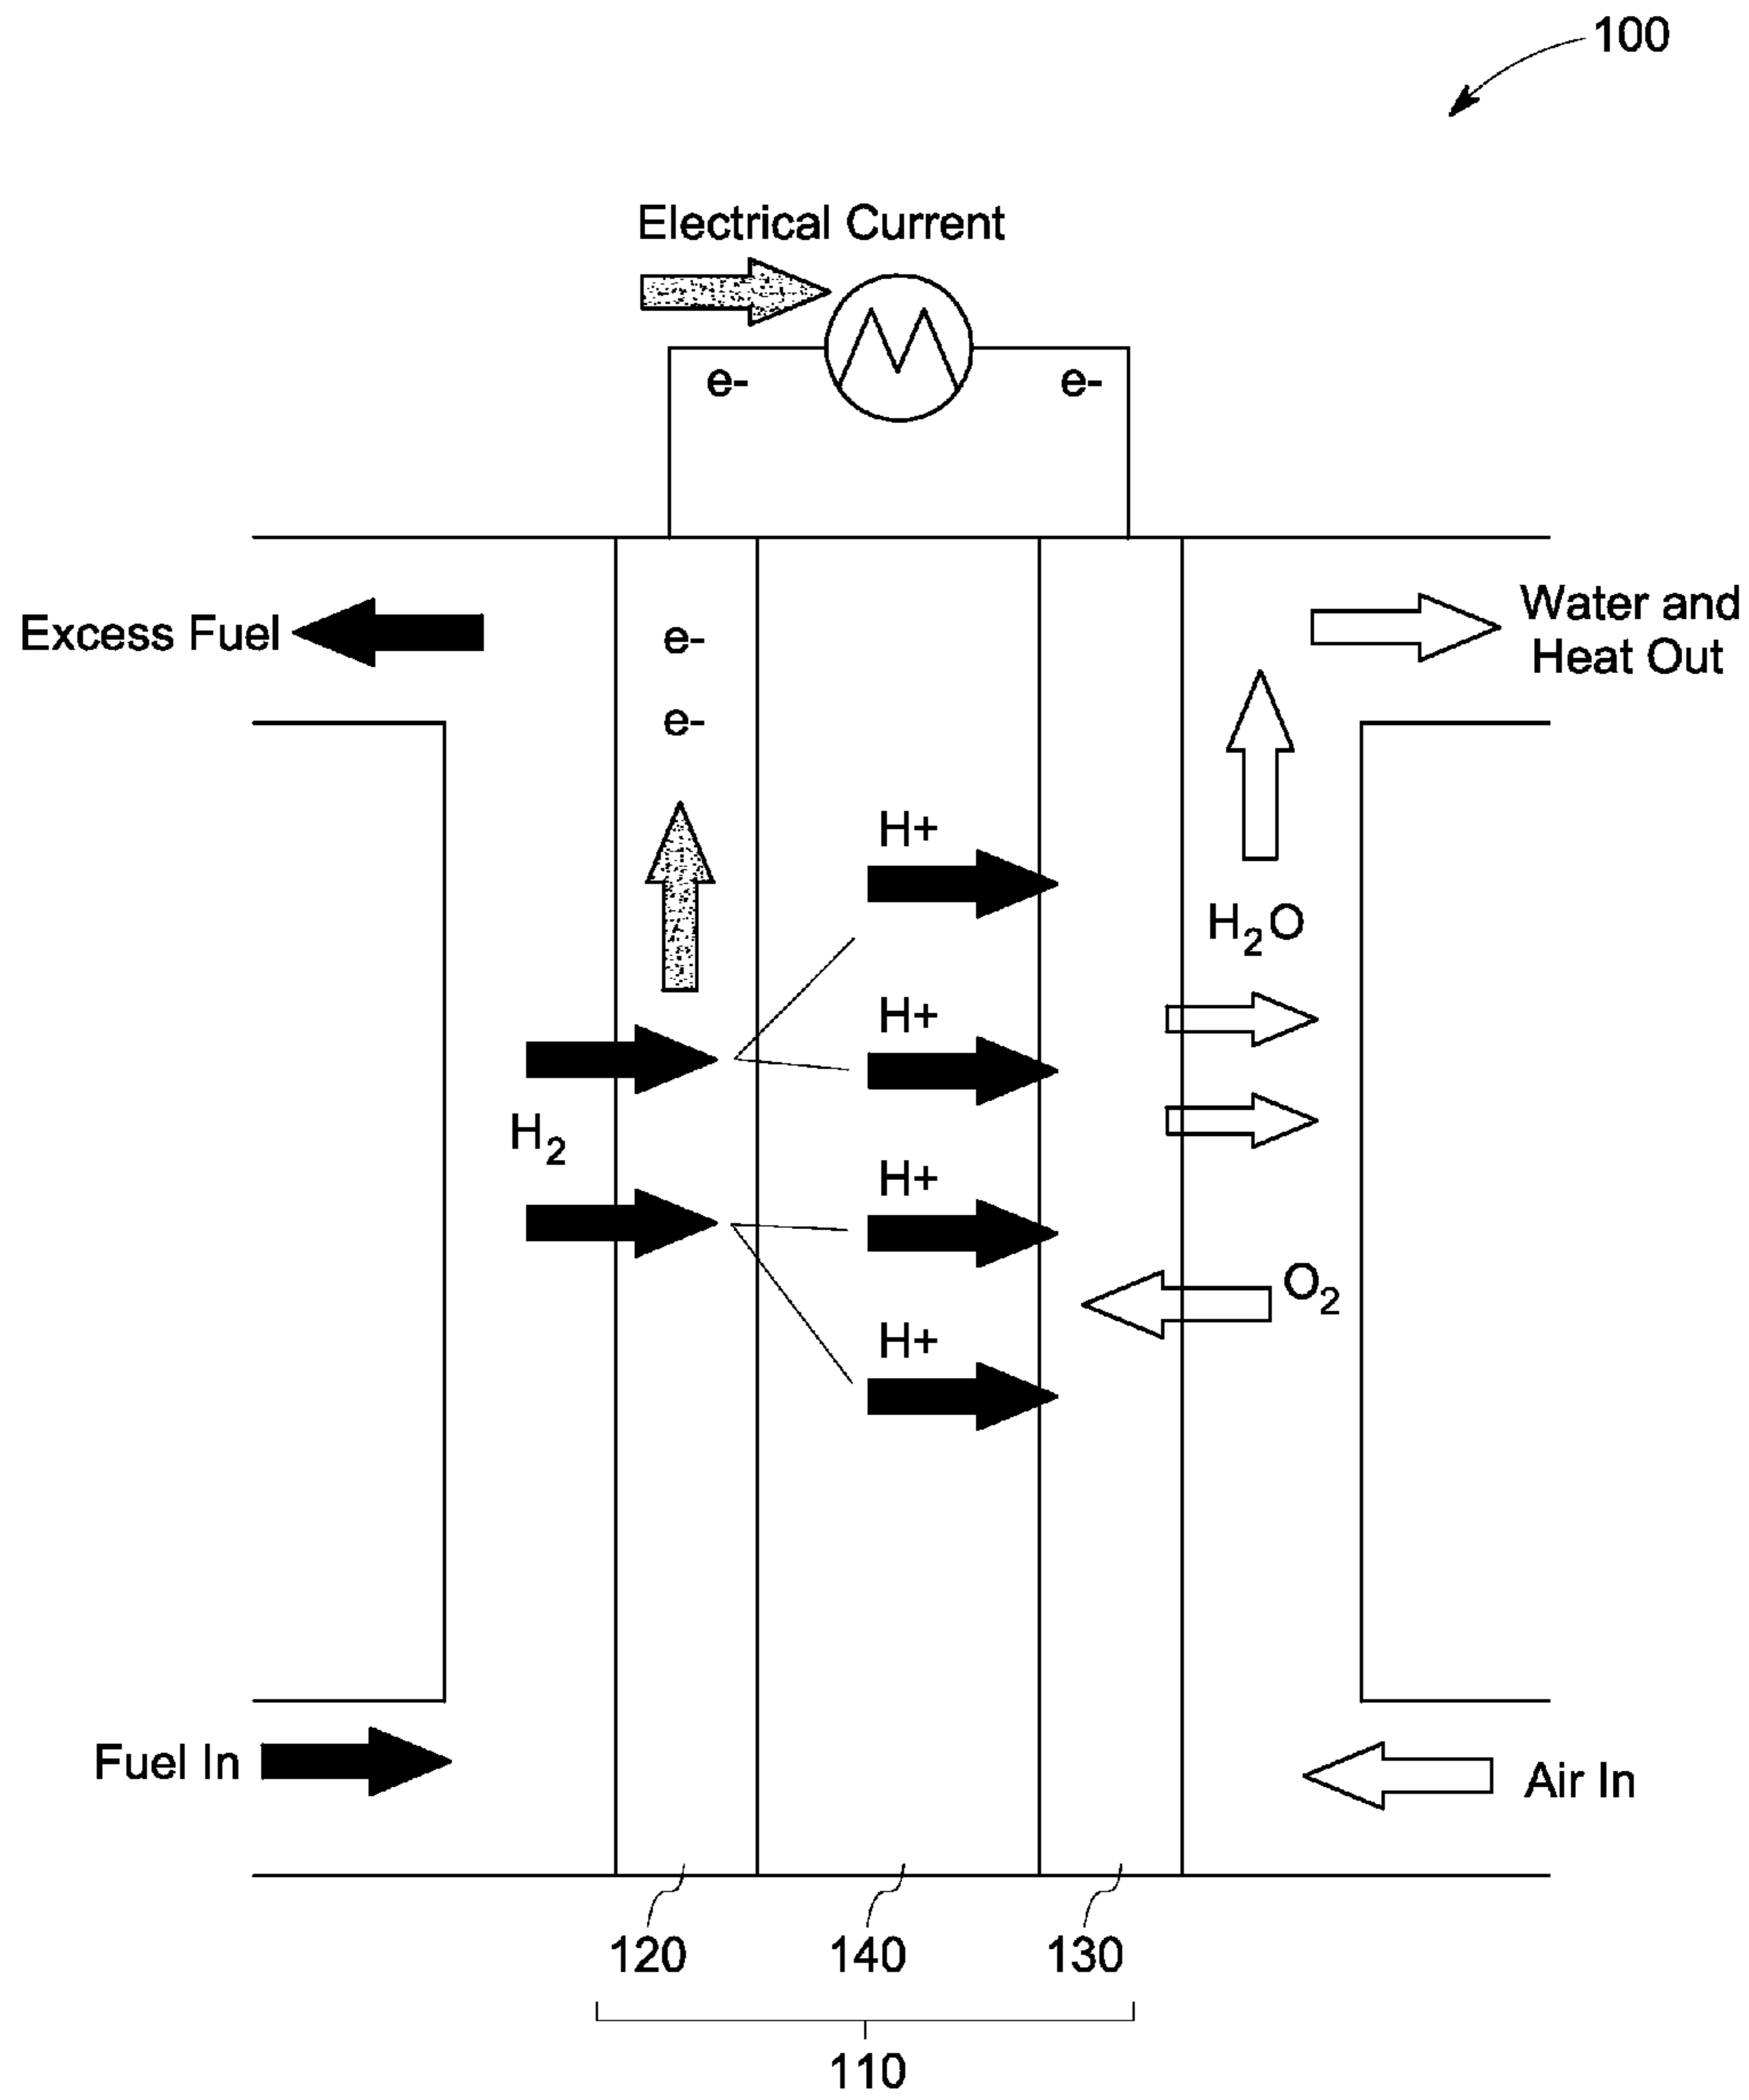 100
Electrical Current
e-
e-
Excess Fuel
e-
Water and
Heat Out
e-
H+
H2O
H+
H2
H+
O2
H+
Fuel In
Air In
120
140
130
110